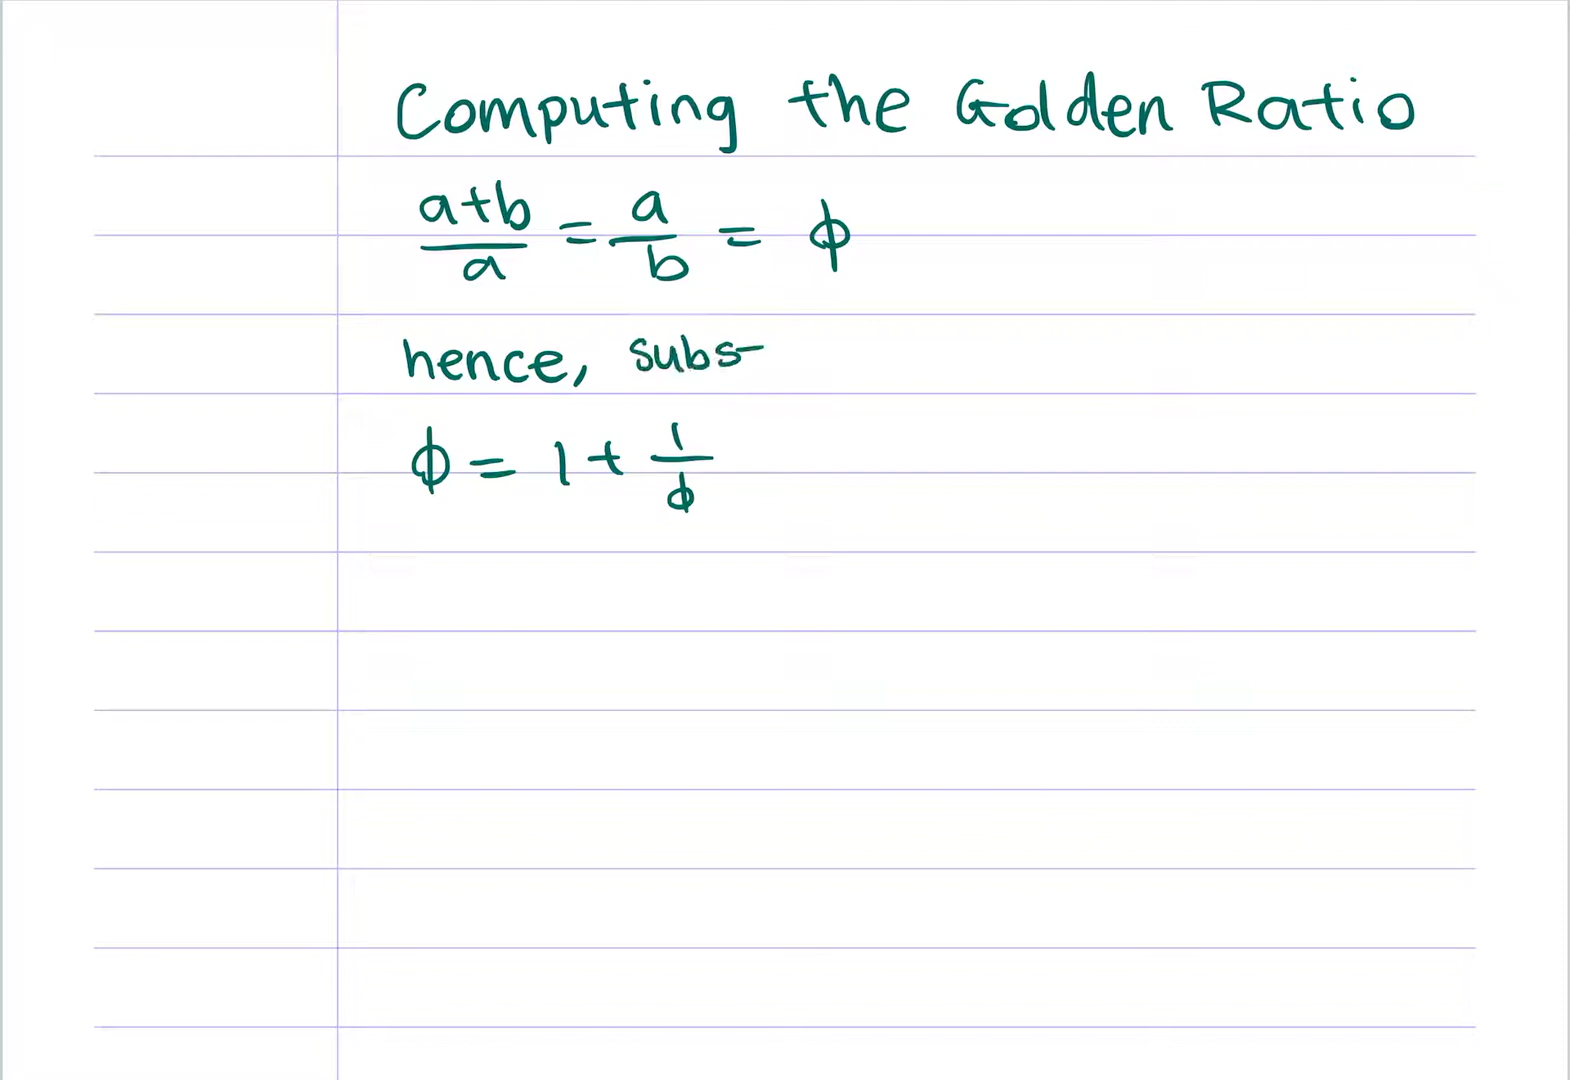 Computing the Golden Ratio
a+b/a = a/b = ϕ
hence, subs-
ϕ = 1 + 1/ϕ